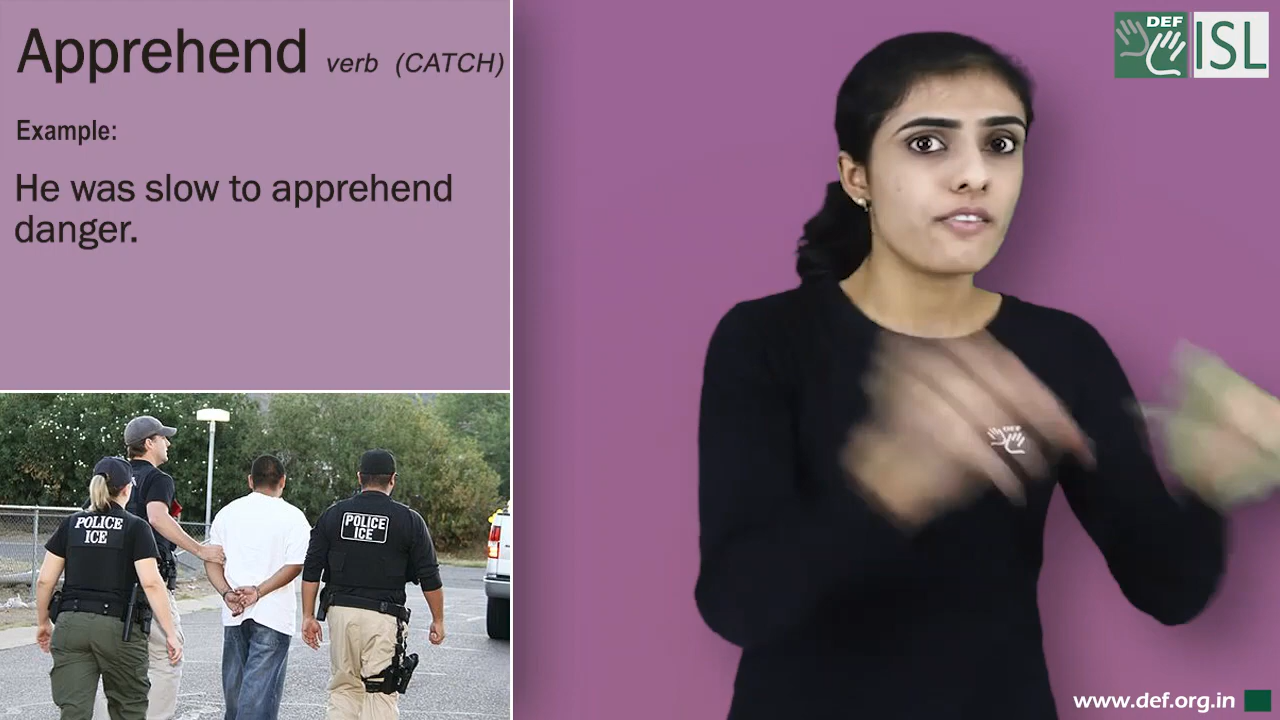 Apprehend verb (CATCH)
Example:
He was slow to apprehend
danger.
POLICE
ICE
POLICE
ICE
DEF
ISL
DEF
www.def.org.in